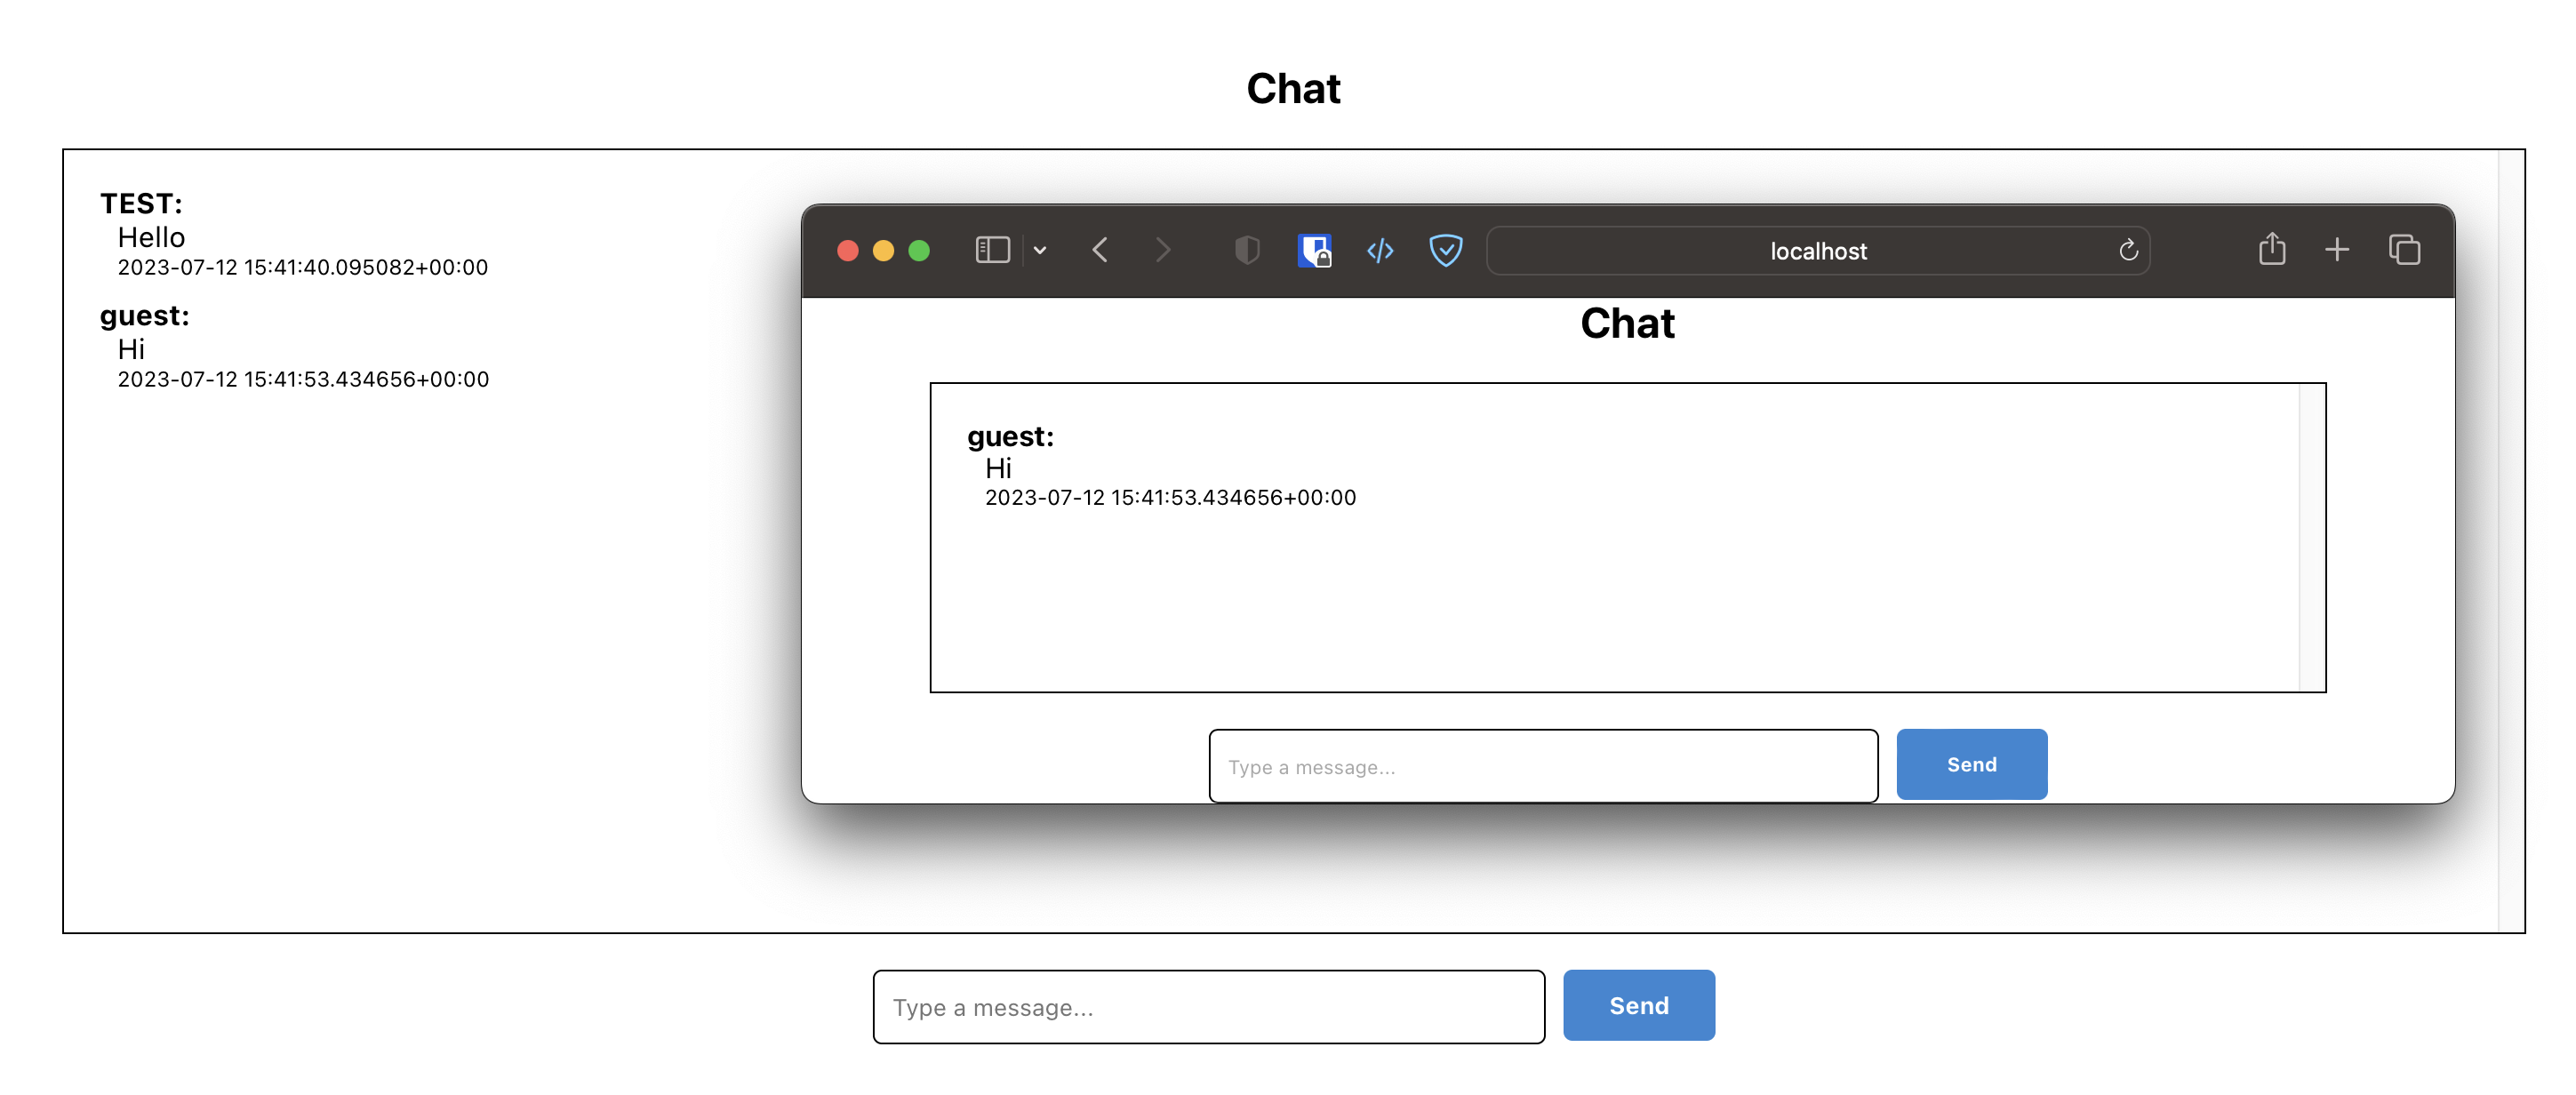 Chat
TEST:
Hello
2023-07-12 15:41:40.095082+00:00
guest:
Hi
2023-07-12 15:41:53.434656+00:00
localhost
Chat
guest:
Hi
2023-07-12 15:41:53.434656+00:00
Type a message...
Send
Type a message...
Send